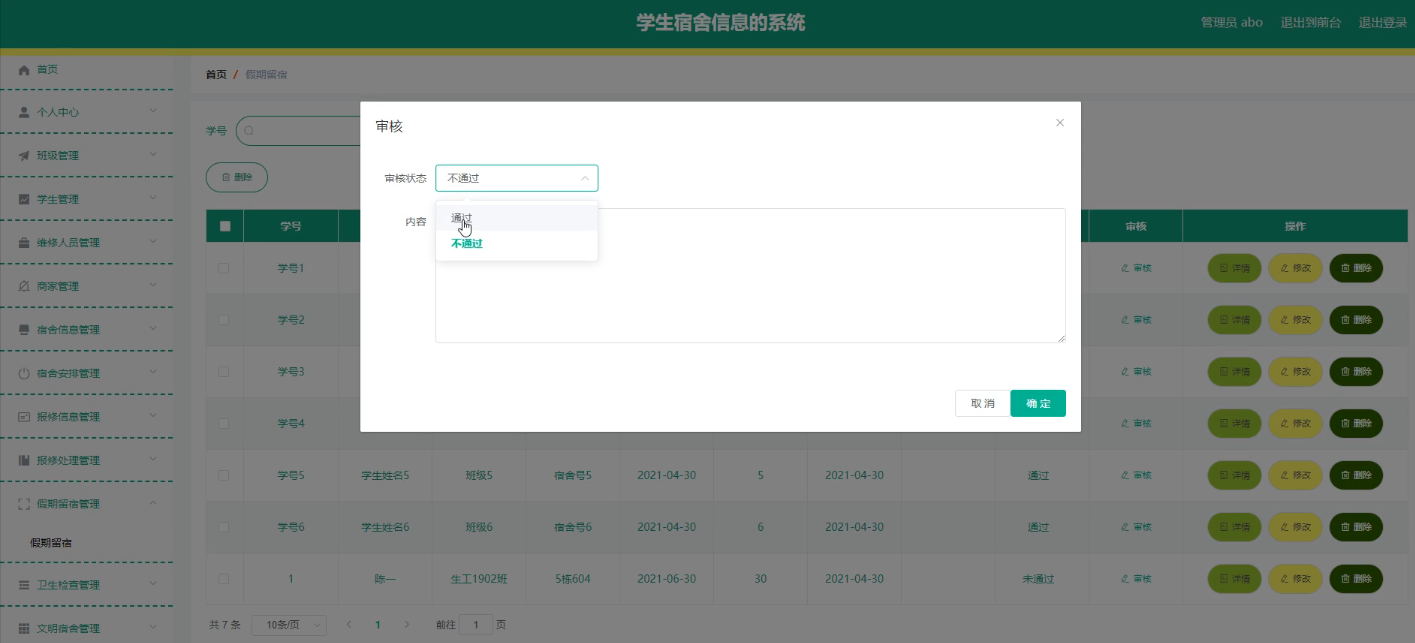 学生宿舍信息的系统
管理员 abo 退出到前台 退出登录
首页
个人中心
班级管理
学生管理
维修人员管理
商家管理
宿舍信息管理
宿舍安排管理
报修信息管理
报修处理管理
假期留宿管理
假期留宿
卫生检查管理
文明宿舍管理
首页 / 假期留宿
学号
删除
审核
审核状态 不通过
通过
不通过
内容
取消 确定
学号 审核 操作
学号1 审核 详情 修改 删除
学号2 审核 详情 修改 删除
学号3 审核 详情 修改 删除
学号4 审核 详情 修改 删除
学号5 学生姓名5 班级5 宿舍号5 2021-04-30 5 2021-04-30 通过 审核 详情 修改 删除
学号6 学生姓名6 班级6 宿舍号6 2021-04-30 6 2021-04-30 通过 审核 详情 修改 删除
1 陈一 生工1902班 5栋604 2021-06-30 30 2021-04-30 未通过 审核 详情 修改 删除
共 7 条 10条/页 1 前往 1 页